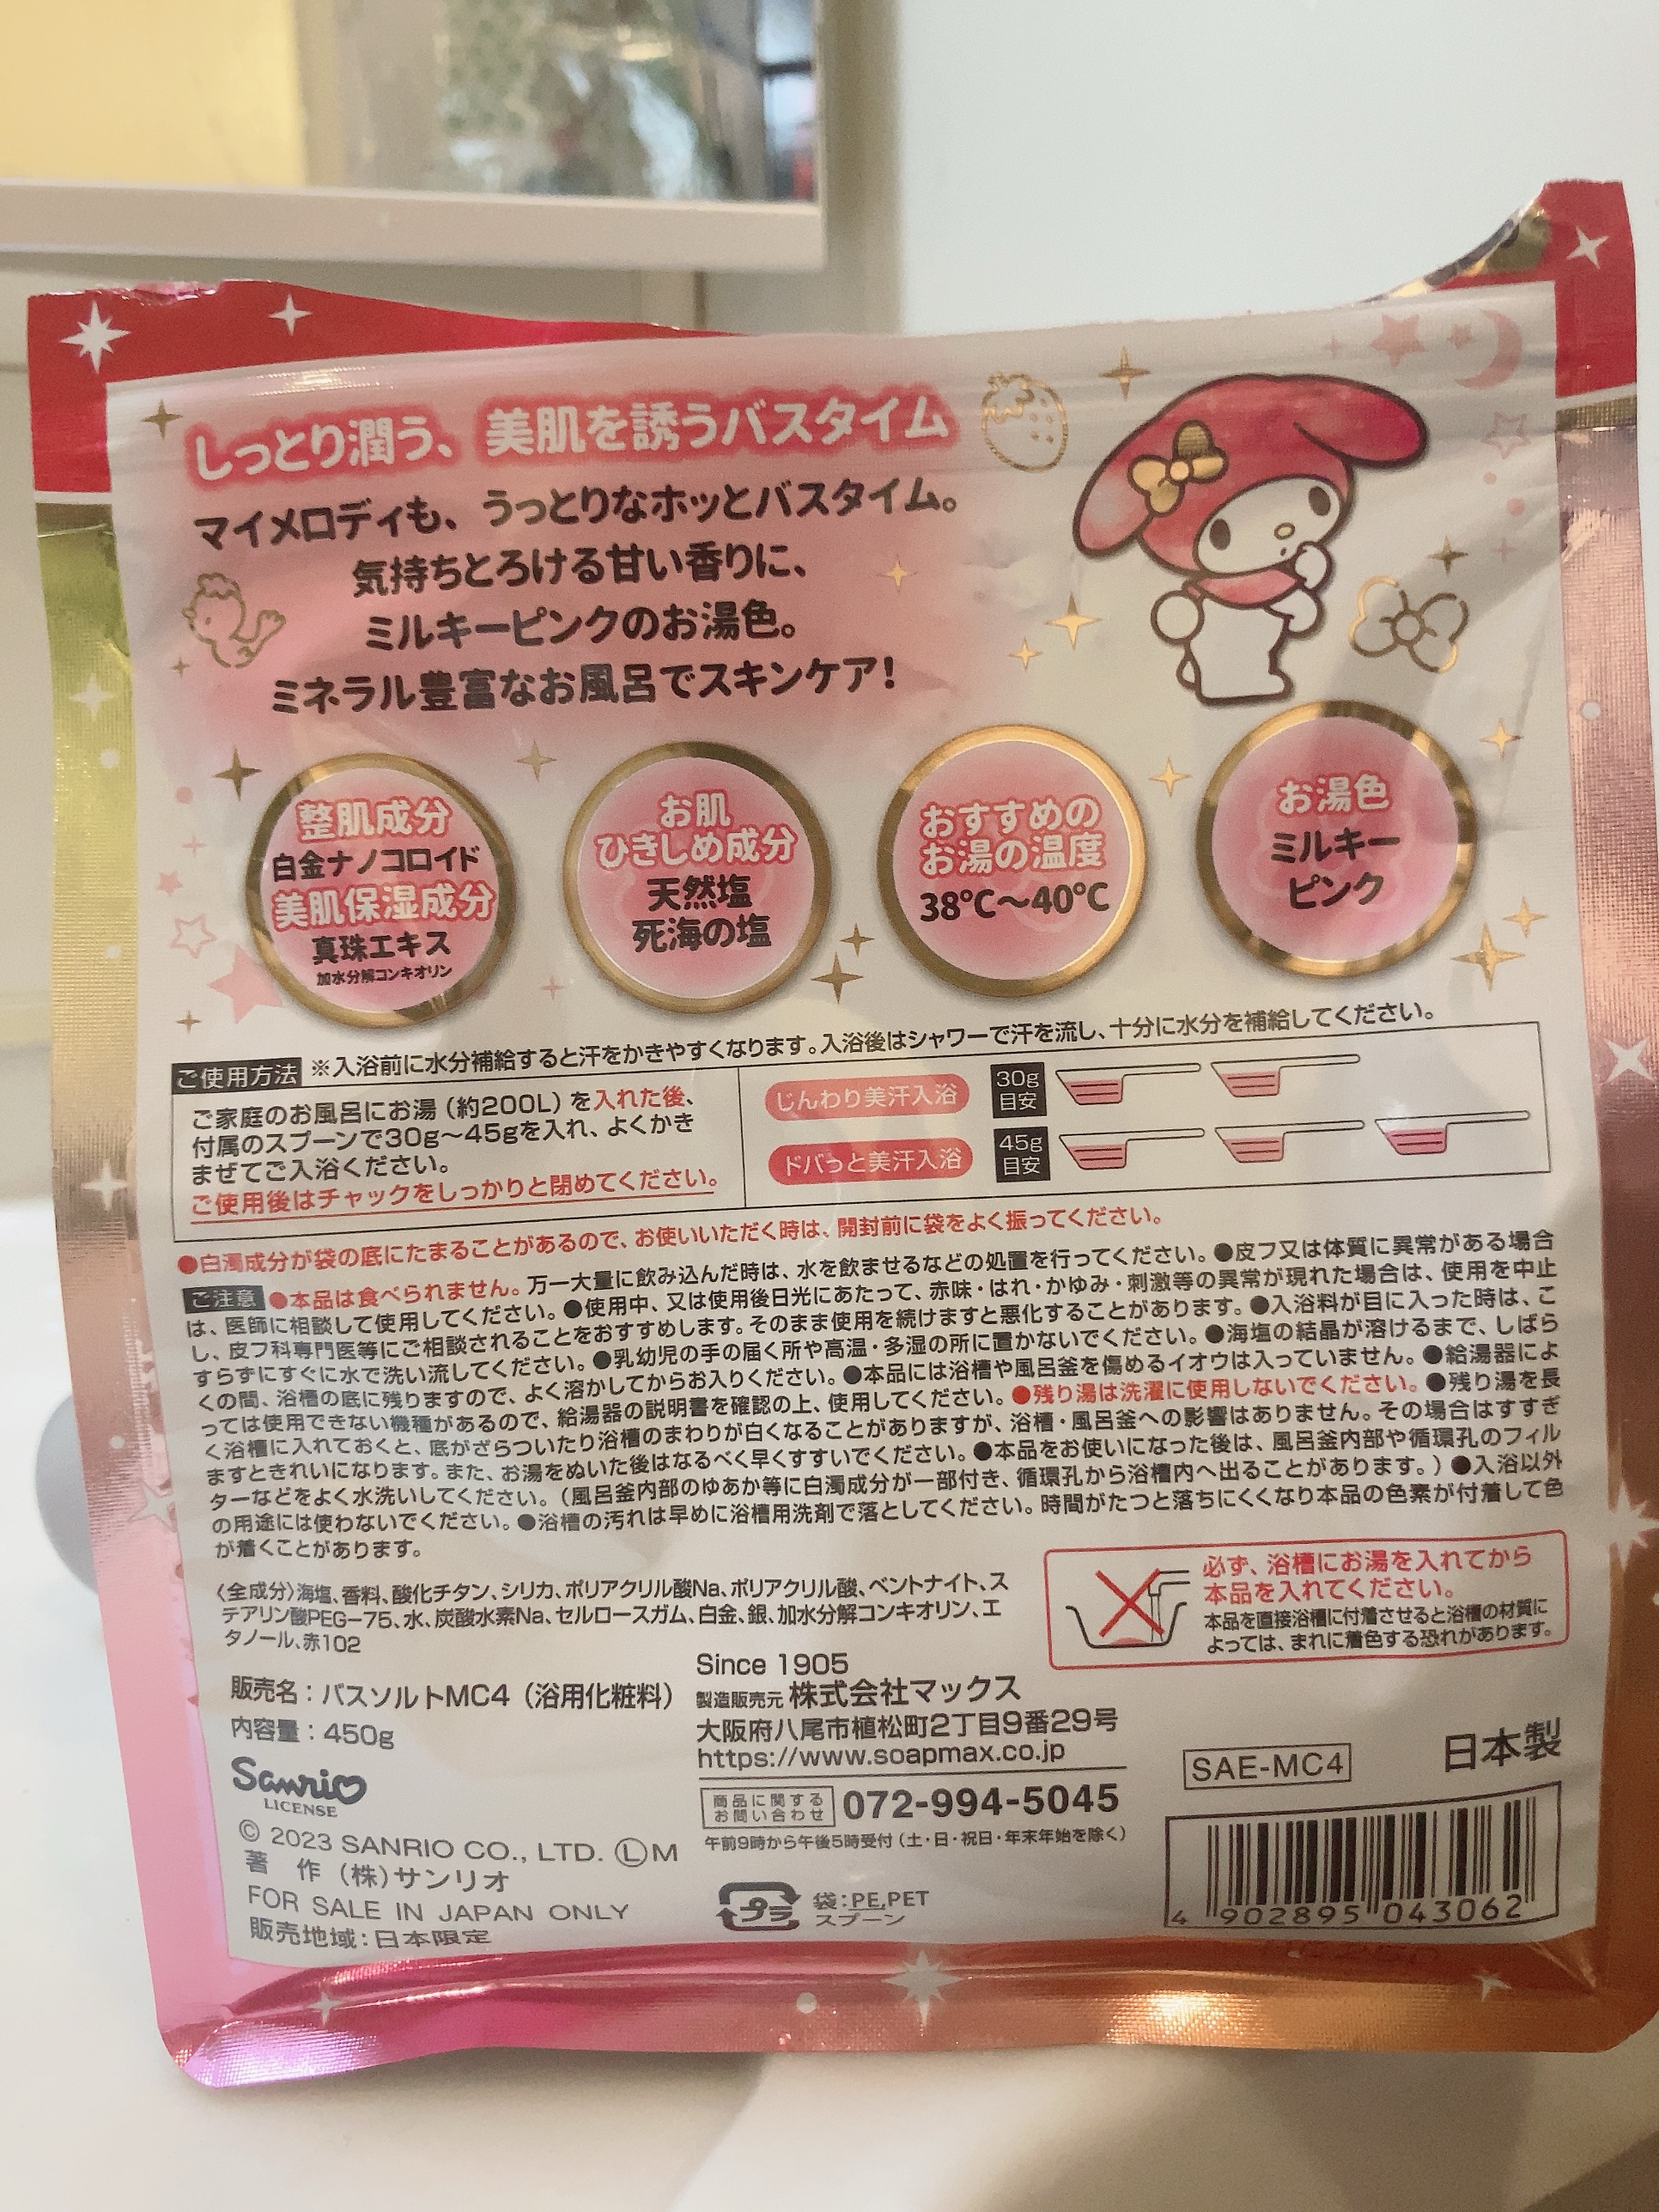 しっとり潤う、美肌を誘うバスタイム
マイメロディも、うっとりなホッとバスタイム。
気持ちとろける甘い香りに、
ミルキーピンクのお湯色。
ミネラル豊富なお風呂でスキンケア!
整肌成分
白金ナノコロイド
美肌保湿成分
真珠エキス
加水分解コンキオリン
お肌
ひきしめ成分
天然塩
死海の塩
おすすめの
お湯の温度
38℃〜40℃
お湯色
ミルキー
ピンク
ご使用方法 ※入浴前に水分補給すると汗をかきやすくなります。入浴後はシャワーで汗を流し、十分に水分を補給してください。
ご家庭のお風呂にお湯(約200L)を入れた後、
付属のスプーンで30g〜45gを入れ、よくかき
まぜてご入浴ください。
ご使用後はチャックをしっかりと閉めてください。
じんわり美汗入浴 30g目安
ドバっと美汗入浴 45g目安
●白濁成分が袋の底にたまることがあるので、お使いいただく時は、開封前に袋をよく振ってください。
ご注意 ●本品は食べられません。万一大量に飲み込んだ時は、水を飲ませるなどの処置を行ってください。●皮フ又は体質に異常がある場合
は、医師に相談して使用してください。●使用中、又は使用後日光にあたって、赤味・はれ・かゆみ・刺激等の異常が現れた場合は、使用を中止
し、皮フ科専門医等にご相談されることをおすすめします。そのまま使用を続けますと悪化することがあります。●入浴料が目に入った時は、こ
すらずにすぐに水で洗い流してください。●乳幼児の手の届く所や高温・多湿の所に置かないでください。●海塩の結晶が溶けるまで、しばら
くの間、浴槽の底に残りますので、よく溶かしてからお入りください。●本品には浴槽や風呂釜を傷めるイオウは入っていません。●給湯器によ
っては使用できない機種があるので、給湯器の説明書を確認の上、使用してください。●残り湯は洗濯に使用しないでください。●残り湯を長
く浴槽に入れておくと、底がざらついたり浴槽のまわりが白くなることがありますが、浴槽・風呂釜への影響はありません。その場合はすすぎ
ますときれいになります。また、お湯をぬいた後はなるべく早くすすいでください。●本品をお使いになった後は、風呂釜内部や循環孔のフィル
ターなどをよく水洗いしてください。(風呂釜内部のゆあか等に白濁成分が一部付き、循環孔から浴槽内へ出ることがあります。)●入浴以外
の用途には使わないでください。●浴槽の汚れは早めに浴槽用洗剤で落としてください。時間がたつと落ちにくくなり本品の色素が付着して色
が着くことがあります。
〈全成分〉海塩、香料、酸化チタン、シリカ、ポリアクリル酸Na、ポリアクリル酸、ベントナイト、ス
テアリン酸PEG-75、水、炭酸水素Na、セルロースガム、白金、銀、加水分解コンキオリン、エ
タノール、赤102
必ず、浴槽にお湯を入れてから
本品を入れてください。
本品を直接浴槽に付着させると浴槽の材質に
よっては、まれに着色する恐れがあります。
販売名：バスソルトMC4(浴用化粧料)
内容量：450g
Sanrio
LICENSE
© 2023 SANRIO CO., LTD. Ⓛ M
著 作 (株)サンリオ
FOR SALE IN JAPAN ONLY
販売地域：日本限定
Since 1905
製造販売元 株式会社マックス
大阪府八尾市植松町2丁目9番29号
https://www.soapmax.co.jp
商品に関するお問い合わせ 072-994-5045
午前9時から午後5時受付(土・日・祝日・年末年始を除く)
プラ
袋：PE,PET
スプーン
SAE-MC4
日本製
4 902895 043062